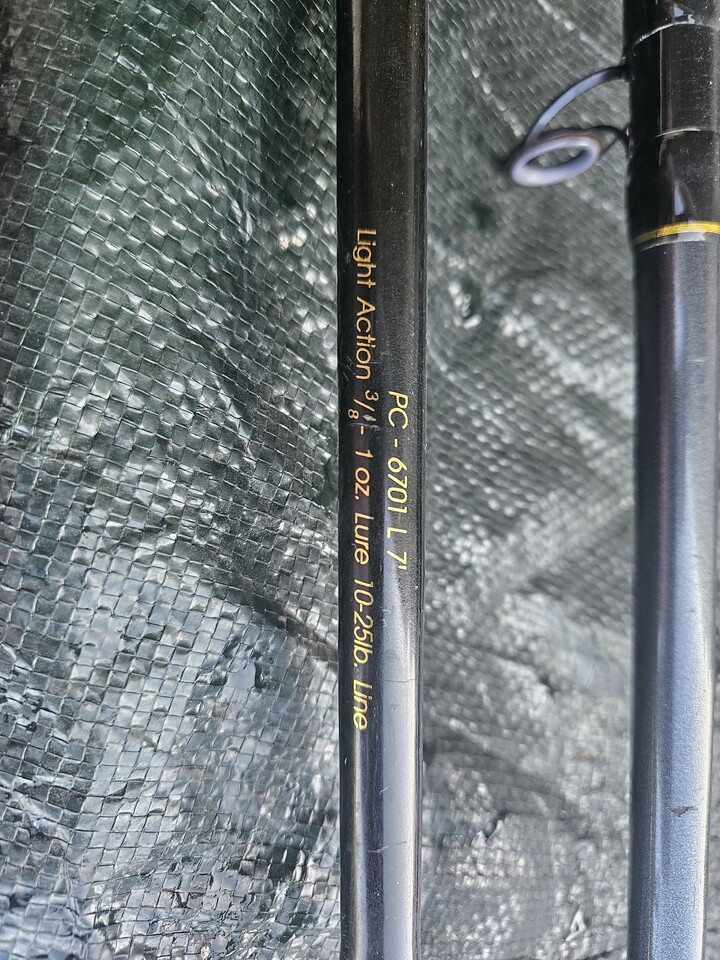 PC - 6701 L 7'
Light Action 3/8 - 1 oz. Lure 10-25lb. Line